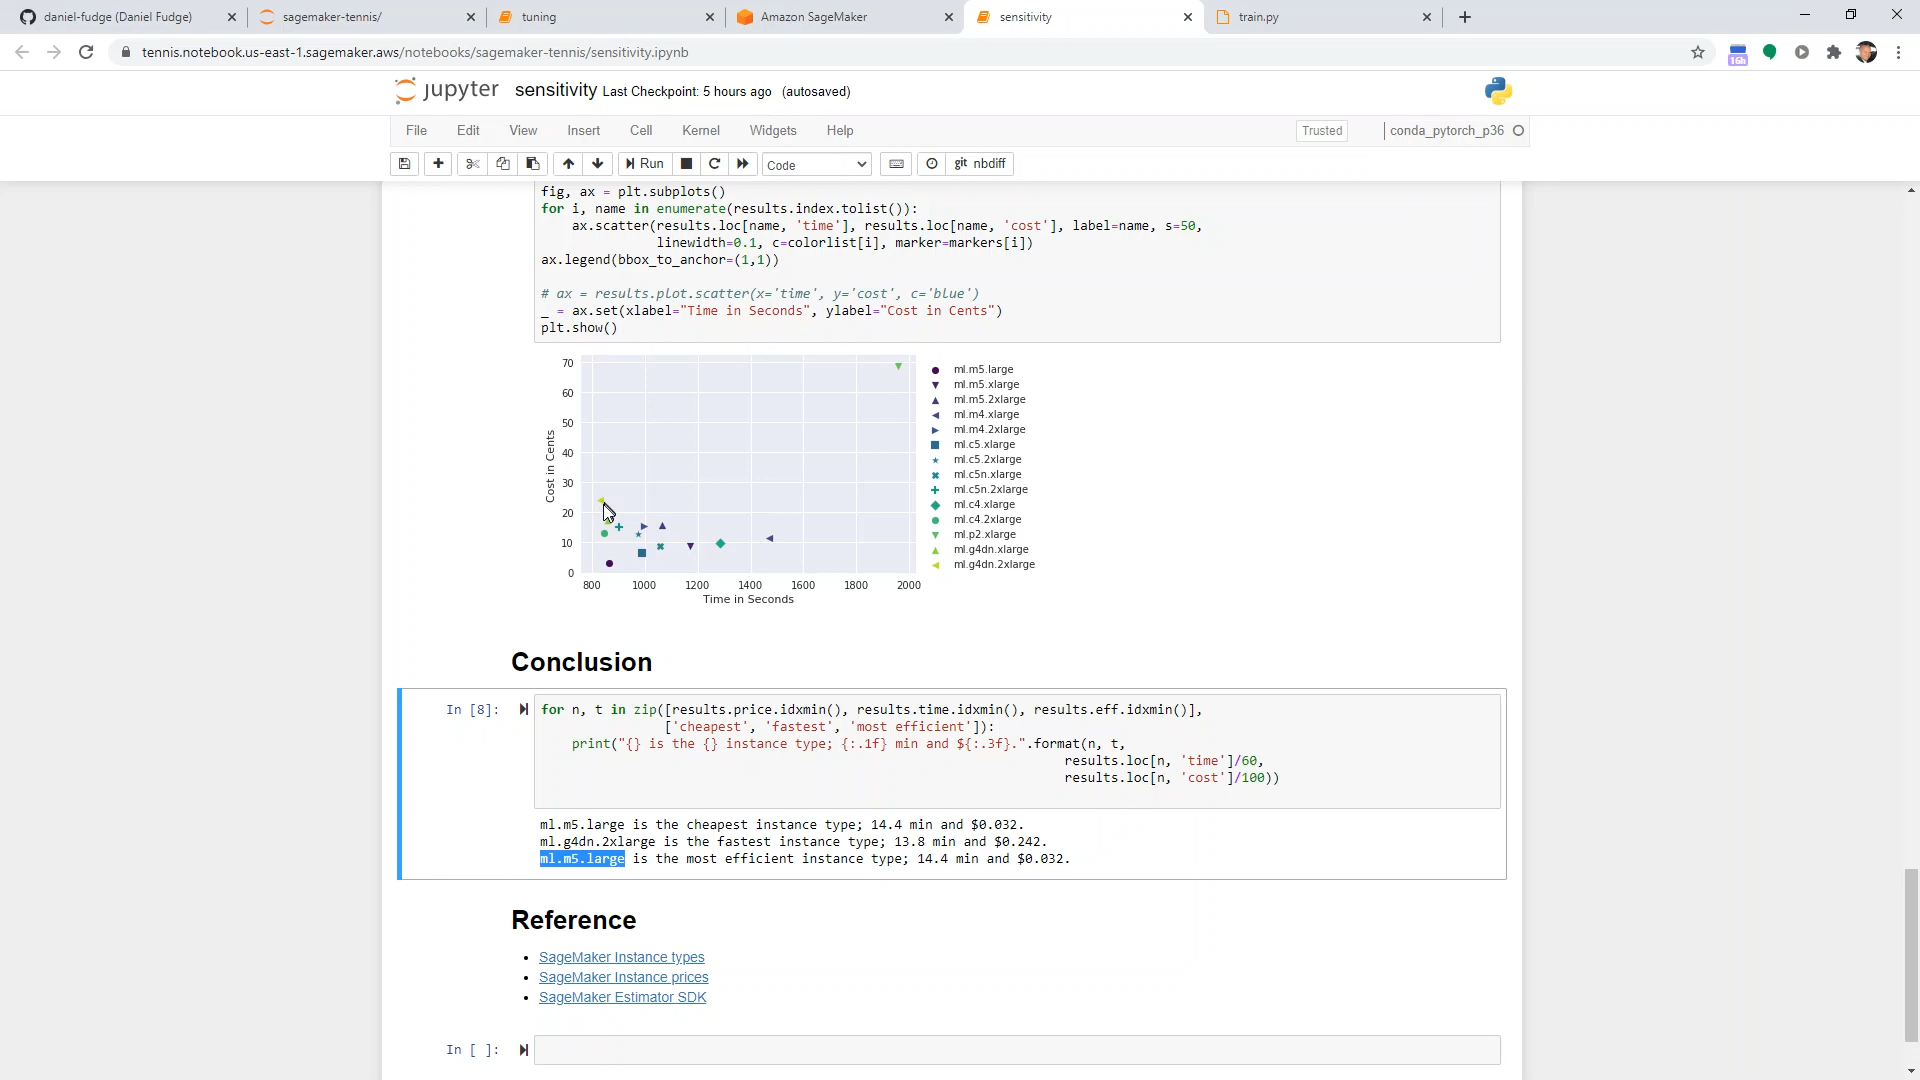 daniel-fudge (Daniel Fudge)
sagemaker-tennis/
tuning
Amazon SageMaker
sensitivity
train.py
tennis.notebook.us-east-1.sagemaker.aws/notebooks/sagemaker-tennis/sensitivity.ipynb
16h
jupyter sensitivity Last Checkpoint: 5 hours ago (autosaved)
File Edit View Insert Cell Kernel Widgets Help Trusted conda_pytorch_p36
Run Code git nbdiff
fig, ax = plt.subplots()
for i, name in enumerate(results.index.tolist()):
ax.scatter(results.loc[name, 'time'], results.loc[name, 'cost'], label=name, s=50,
linewidth=0.1, c=colorlist[i], marker=markers[i])
ax.legend(bbox_to_anchor=(1,1))
# ax = results.plot.scatter(x='time', y='cost', c='blue')
_ = ax.set(xlabel="Time in Seconds", ylabel="Cost in Cents")
plt.show()
70
60
50
40
30
20
10
0
Cost in Cents
800 1000 1200 1400 1600 1800 2000
Time in Seconds
ml.m5.large
ml.m5.xlarge
ml.m5.2xlarge
ml.m4.xlarge
ml.m4.2xlarge
ml.c5.xlarge
ml.c5.2xlarge
ml.c5n.xlarge
ml.c5n.2xlarge
ml.c4.xlarge
ml.c4.2xlarge
ml.p2.xlarge
ml.g4dn.xlarge
ml.g4dn.2xlarge
Conclusion
In [8]:
for n, t in zip([results.price.idxmin(), results.time.idxmin(), results.eff.idxmin()],
['cheapest', 'fastest', 'most efficient']):
print("{} is the {} instance type; {:.1f} min and ${:.3f}.".format(n, t,
results.loc[n, 'time']/60,
results.loc[n, 'cost']/100))
ml.m5.large is the cheapest instance type; 14.4 min and $0.032.
ml.g4dn.2xlarge is the fastest instance type; 13.8 min and $0.242.
ml.m5.large is the most efficient instance type; 14.4 min and $0.032.
Reference
• SageMaker Instance types
• SageMaker Instance prices
• SageMaker Estimator SDK
In [ ]: